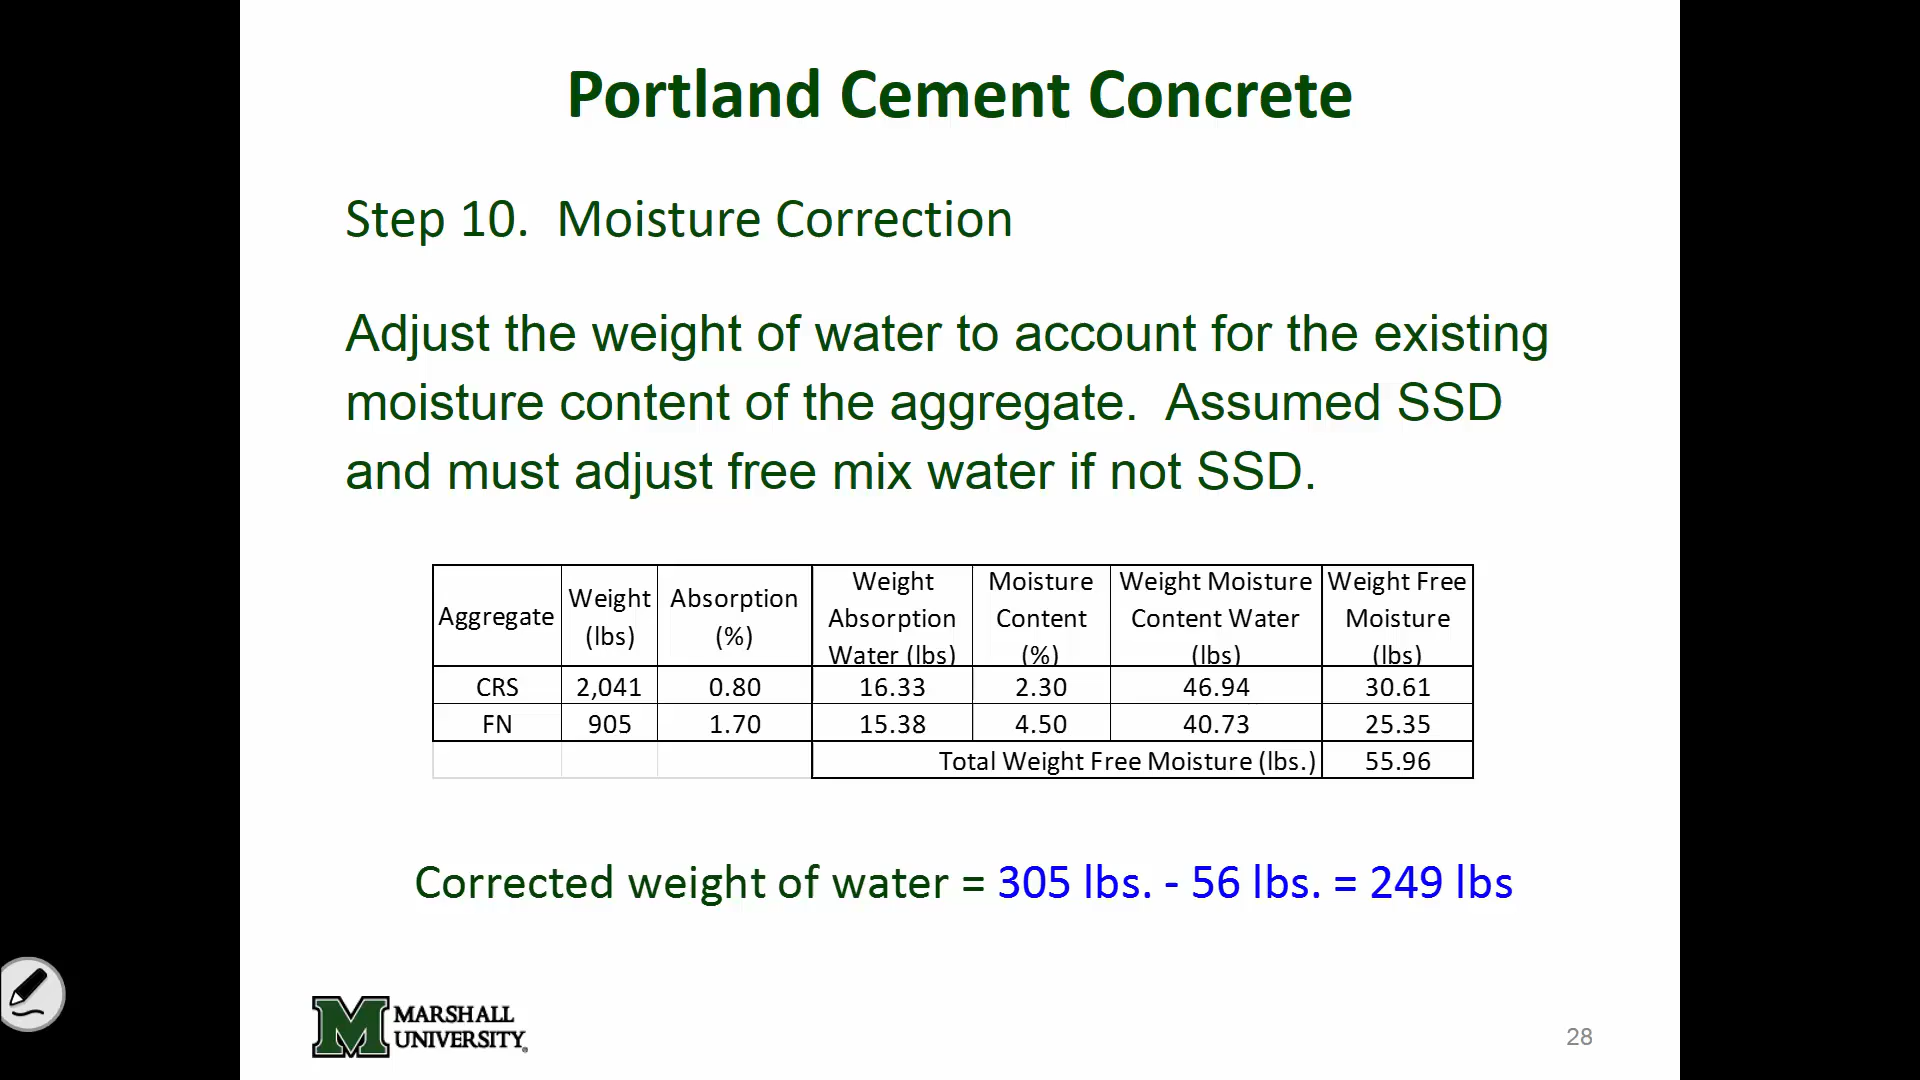 Portland Cement Concrete
Step 10.  Moisture Correction
Adjust the weight of water to account for the existing
moisture content of the aggregate.  Assumed SSD
and must adjust free mix water if not SSD.
Aggregate Weight (lbs) Absorption (%) Weight Absorption Water (lbs) Moisture Content (%) Weight Moisture Content Water (lbs) Weight Free Moisture (lbs)
CRS 2,041 0.80 16.33 2.30 46.94 30.61
FN 905 1.70 15.38 4.50 40.73 25.35
Total Weight Free Moisture (lbs.) 55.96
Corrected weight of water = 305 lbs. - 56 lbs. = 249 lbs
M MARSHALL
UNIVERSITY®
28